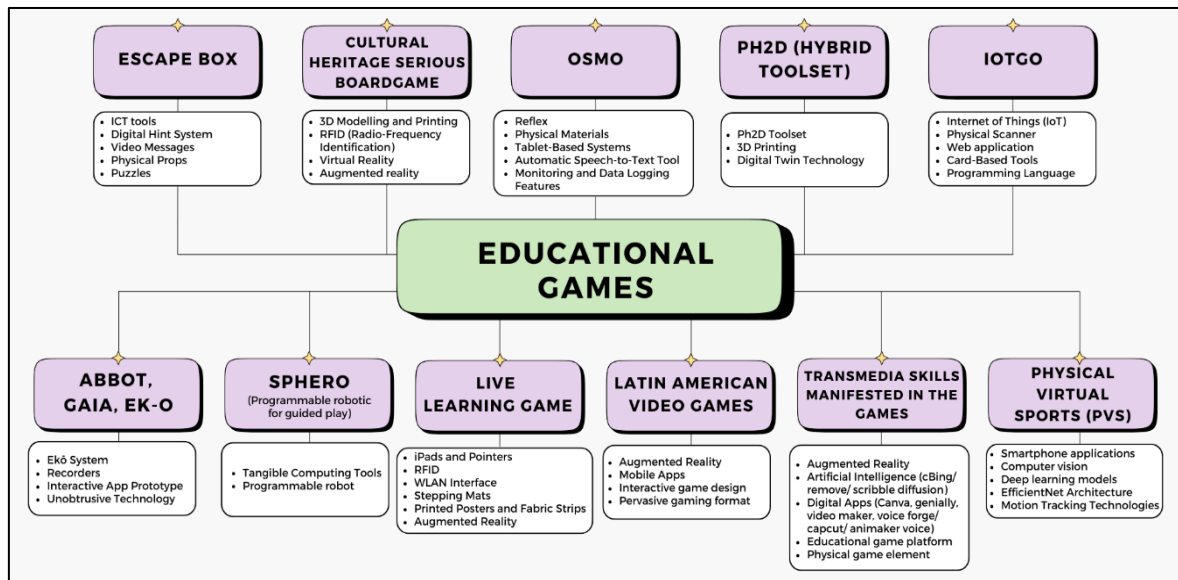 ESCAPE BOX
• ICT tools
• Digital Hint System
• Video Messages
• Physical Props
• Puzzles
CULTURAL
HERITAGE SERIOUS
BOARDGAME
• 3D Modelling and Printing
• RFID (Radio-Frequency
Identification)
• Virtual Reality
• Augmented reality
OSMO
• Reflex
• Physical Materials
• Tablet-Based Systems
• Automatic Speech-to-Text Tool
• Monitoring and Data Logging
Features
PH2D (HYBRID
TOOLSET)
• Ph2D Toolset
• 3D Printing
• Digital Twin Technology
IOTGO
• Internet of Things (IoT)
• Physical Scanner
• Web application
• Card-Based Tools
• Programming Language
EDUCATIONAL
GAMES
ABBOT,
GAIA, EK-O
• Ekō System
• Recorders
• Interactive App Prototype
• Unobtrusive Technology
SPHERO
(Programmable robotic
for guided play)
• Tangible Computing Tools
• Programmable robot
LIVE
LEARNING GAME
• iPads and Pointers
• RFID
• WLAN Interface
• Stepping Mats
• Printed Posters and Fabric Strips
• Augmented Reality
LATIN AMERICAN
VIDEO GAMES
• Augmented Reality
• Mobile Apps
• Interactive game design
• Pervasive gaming format
TRANSMEDIA SKILLS
MANIFESTED IN THE
GAMES
• Augmented Reality
• Artificial Intelligence (cBing/
remove/ scribble diffusion)
• Digital Apps (Canva, genially,
video maker, voice forge/
capcut/ animaker voice)
• Educational game platform
• Physical game element
PHYSICAL
VIRTUAL
SPORTS (PVS)
• Smartphone applications
• Computer vision
• Deep learning models
• EfficientNet Architecture
• Motion Tracking Technologies